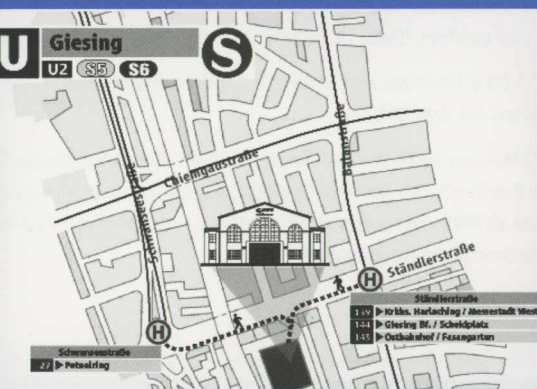 U
Giesing
S
U2 S5 S6
Chiemgaustraße
Balanstraße
Schwanseestraße
Ständlerstraße
H
H
Schwanseestraße
27 Petuelring
Ständlerstraße
139 Krkhs. Harlaching / Messestadt West
144 Giesing Bf. / Scheidplatz
145 Ostbahnhof / Fasangarten